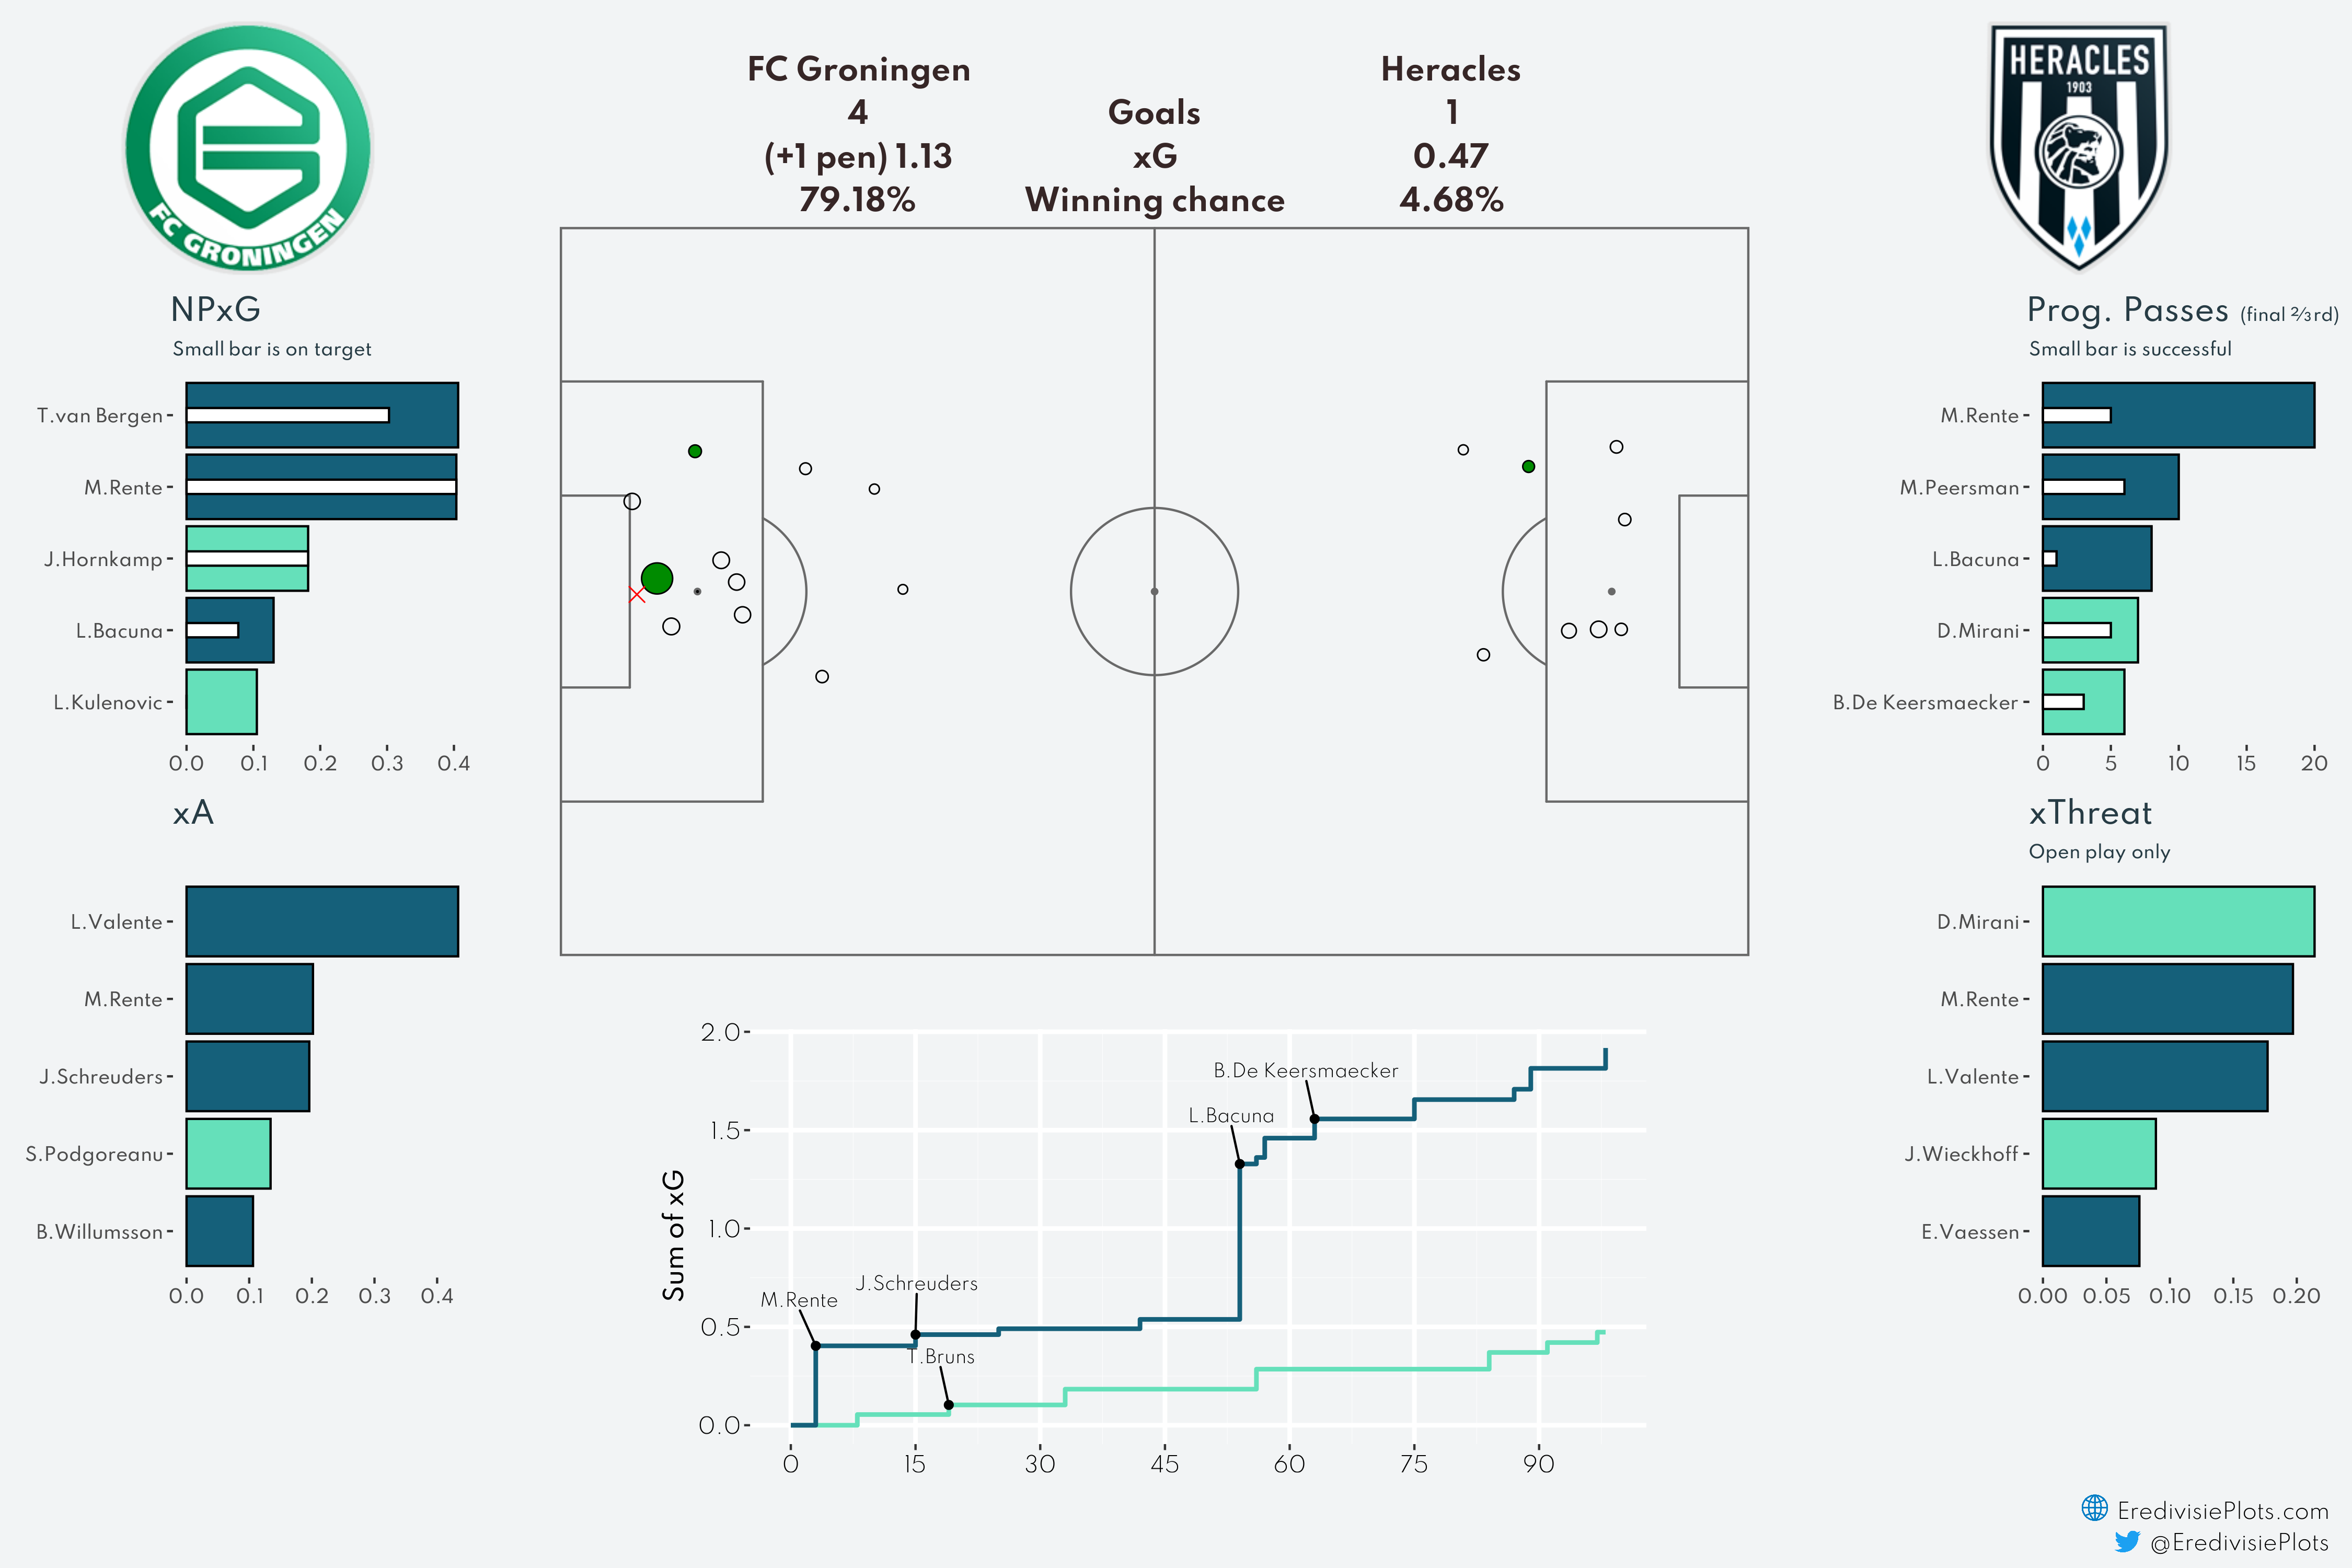 FC GRONINGEN
HERACLES
1903
FC Groningen Heracles
4 Goals 1
(+1 pen) 1.13 xG 0.47
79.18% Winning chance 4.68%
NPxG
Small bar is on target
T.van Bergen
M.Rente
J.Hornkamp
L.Bacuna
L.Kulenovic
0.0 0.1 0.2 0.3 0.4
xA
L.Valente
M.Rente
J.Schreuders
S.Podgoreanu
B.Willumsson
0.0 0.1 0.2 0.3 0.4
Sum of xG
2.0
1.5
1.0
0.5
0.0
B.De Keersmaecker
L.Bacuna
J.Schreuders
M.Rente
T.Bruns
0 15 30 45 60 75 90
Prog. Passes (final ⅔rd)
Small bar is successful
M.Rente
M.Peersman
L.Bacuna
D.Mirani
B.De Keersmaecker
0 5 10 15 20
xThreat
Open play only
D.Mirani
M.Rente
L.Valente
J.Wieckhoff
E.Vaessen
0.00 0.05 0.10 0.15 0.20
EredivisiePlots.com
@EredivisiePlots